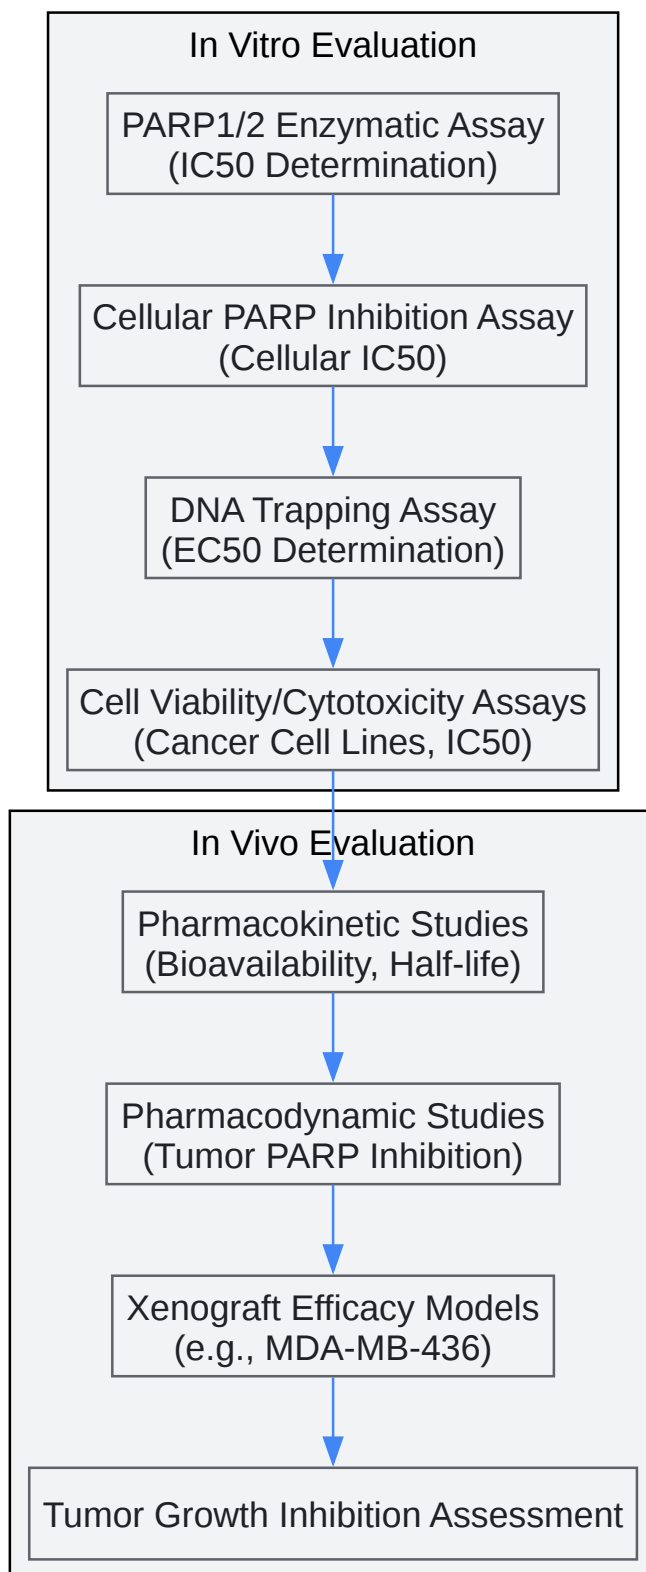 In Vitro Evaluation
PARP1/2 Enzymatic Assay
(IC50 Determination)
Cellular PARP Inhibition Assay
(Cellular IC50)
DNA Trapping Assay
(EC50 Determination)
Cell Viability/Cytotoxicity Assays
(Cancer Cell Lines, IC50)
In Vivo Evaluation
Pharmacokinetic Studies
(Bioavailability, Half-life)
Pharmacodynamic Studies
(Tumor PARP Inhibition)
Xenograft Efficacy Models
(e.g., MDA-MB-436)
Tumor Growth Inhibition Assessment